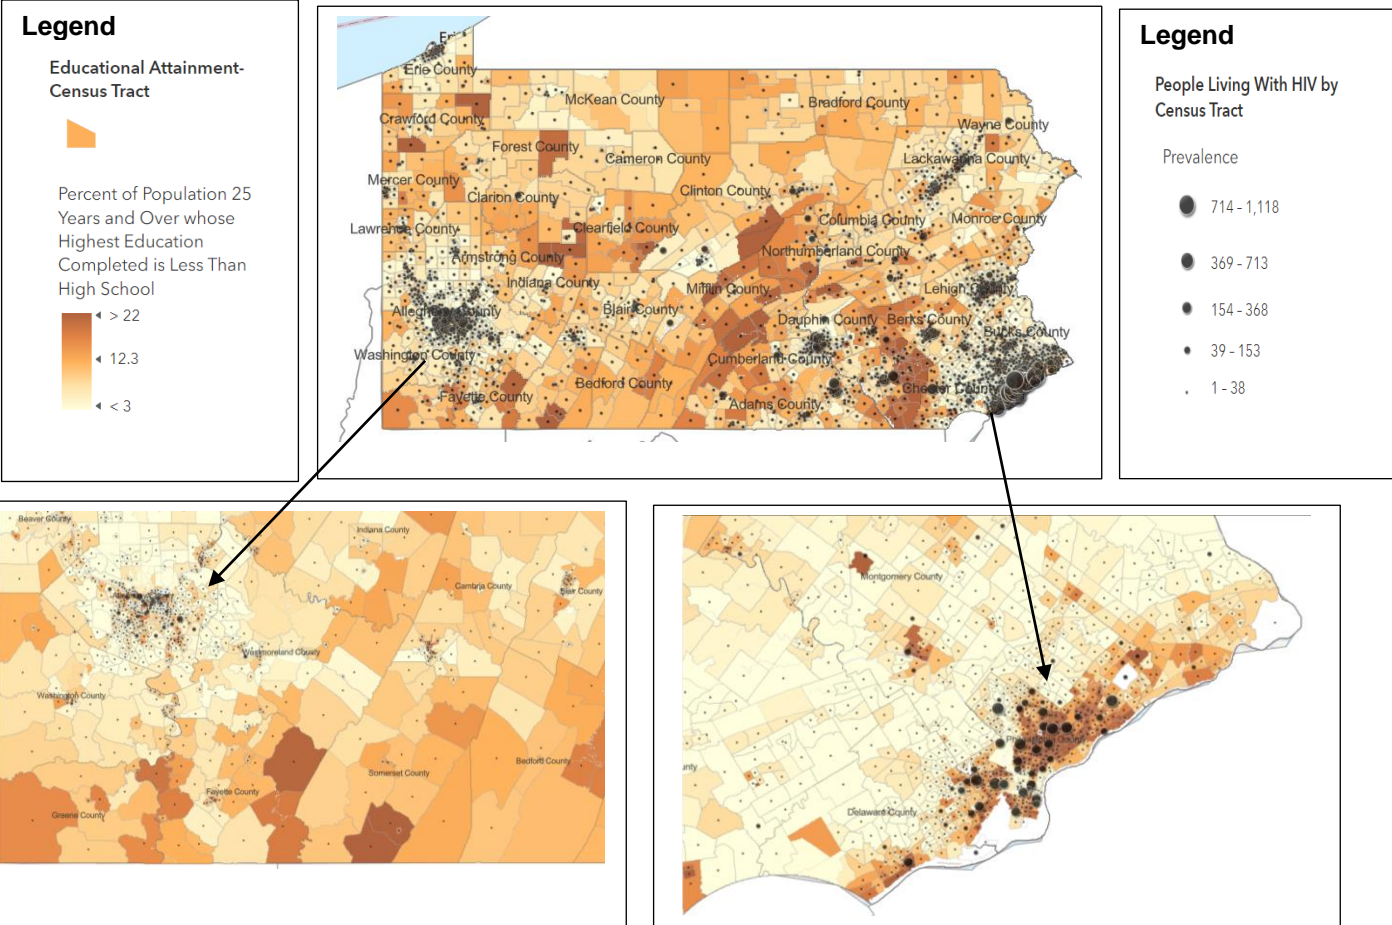 Legend
Educational Attainment-
Census Tract
Percent of Population 25
Years and Over whose
Highest Education
Completed is Less Than
High School
> 22
12.3
< 3
Erie County
McKean County
Bradford County
Crawford County
Wayne County
Forest County
Cameron County
Lackawanna County
Mercer County
Clarion County
Clinton County
Lawrence County
Clearfield County
Columbia County
Monroe County
Armstrong County
Northumberland County
Indiana County
Mifflin County
Lehigh County
Allegheny County
Blair County
Dauphin County
Berks County
Bucks County
Washington County
Cumberland County
Bedford County
Chester County
Fayette County
Adams County
Legend
People Living With HIV by
Census Tract
Prevalence
714 - 1,118
369 - 713
154 - 368
39 - 153
1 - 38
Beaver County
Indiana County
Cambria County
Blair County
Westmoreland County
Washington County
Bedford County
Somerset County
Fayette County
Greene County
Montgomery County
unty
Delaware County